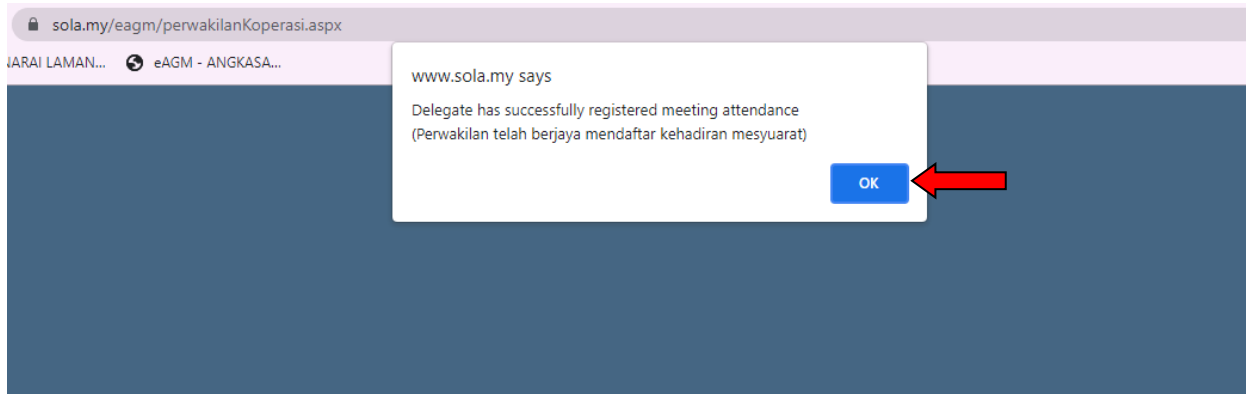 sola.my/eagm/perwakilanKoperasi.aspx
NARAI LAMAN... eAGM - ANGKASA...
www.sola.my says
Delegate has successfully registered meeting attendance
(Perwakilan telah berjaya mendaftar kehadiran mesyuarat)
OK